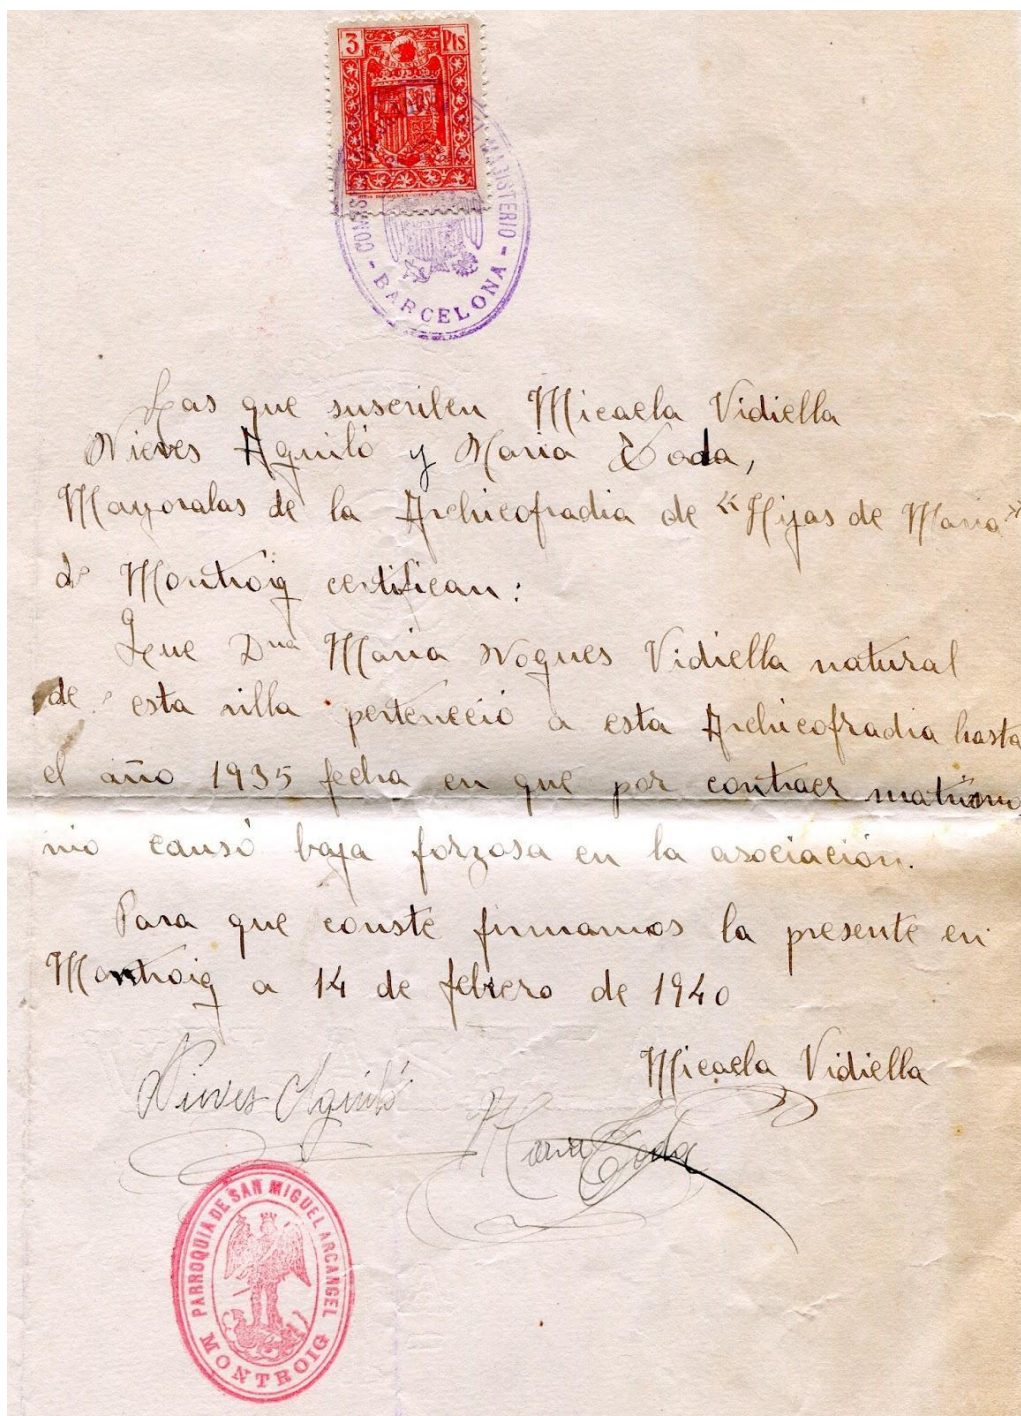 3 Pts
MAGISTERIO - BARCELONA -
Las que suscriben Micaela Vidiella
Nieves Aguiló y Maria Toda,
Mayoralas de la Archicofradia de "Hijas de Maria"
de Montroig certifican:
Que Dña Maria Nogues Vidiella natural
de esta villa perteneció a esta Archicofradia hasta
el año 1935 fecha en que por contraer matrimo
nio causó baja forzosa en la asociación.
Para que conste firmamos la presente en
Montroig a 14 de febrero de 1940
Micaela Vidiella
Nieves Aguiló
Maria Toda
PARROQUIA DE SAN MIGUEL ARCANGEL
MONTROIG